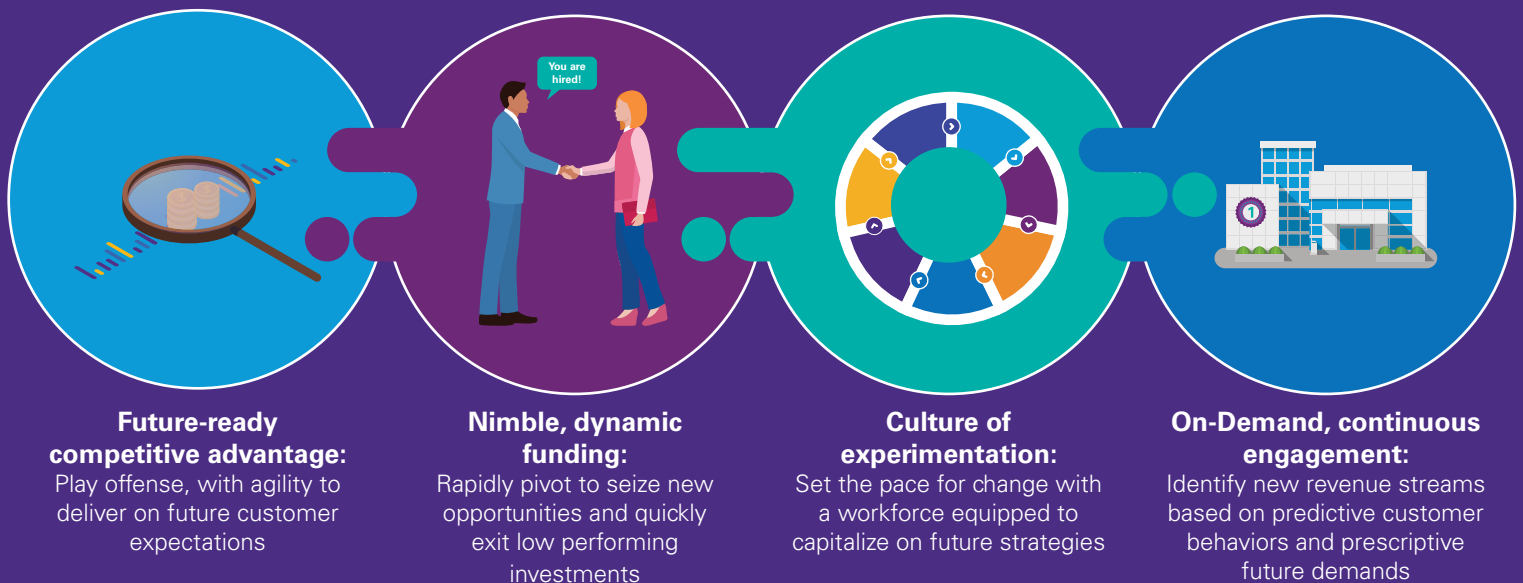 You are
hired!
1
Future-ready
competitive advantage:
Play offense, with agility to
deliver on future customer
expectations
Nimble, dynamic
funding:
Rapidly pivot to seize new
opportunities and quickly
exit low performing
investments
Culture of
experimentation:
Set the pace for change with
a workforce equipped to
capitalize on future strategies
On-Demand, continuous
engagement:
Identify new revenue streams
based on predictive customer
behaviors and prescriptive
future demands